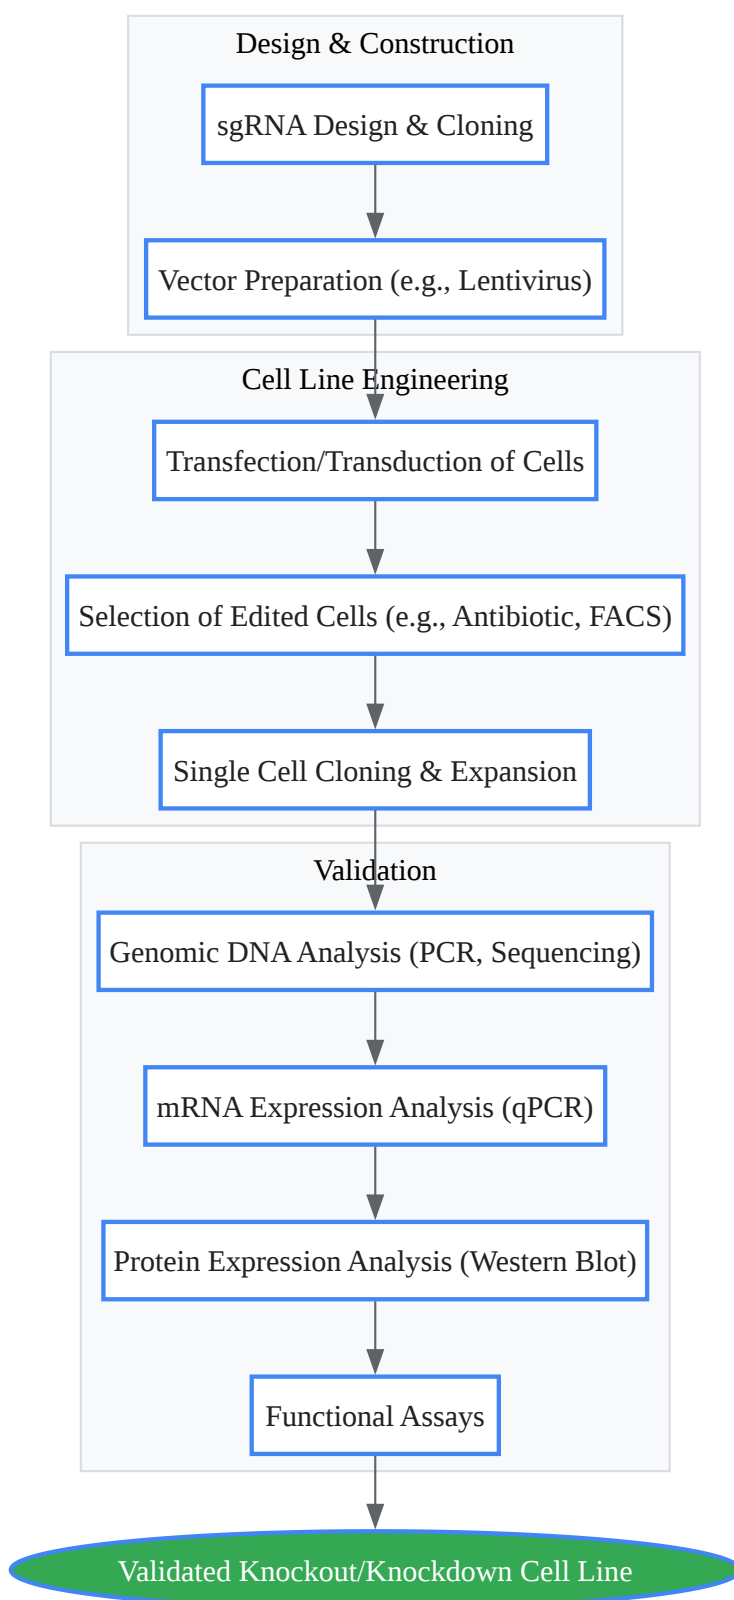 Design & Construction
sgRNA Design & Cloning
Vector Preparation (e.g., Lentivirus)
Cell Line Engineering
Transfection/Transduction of Cells
Selection of Edited Cells (e.g., Antibiotic, FACS)
Single Cell Cloning & Expansion
Validation
Genomic DNA Analysis (PCR, Sequencing)
mRNA Expression Analysis (qPCR)
Protein Expression Analysis (Western Blot)
Functional Assays
Validated Knockout/Knockdown Cell Line